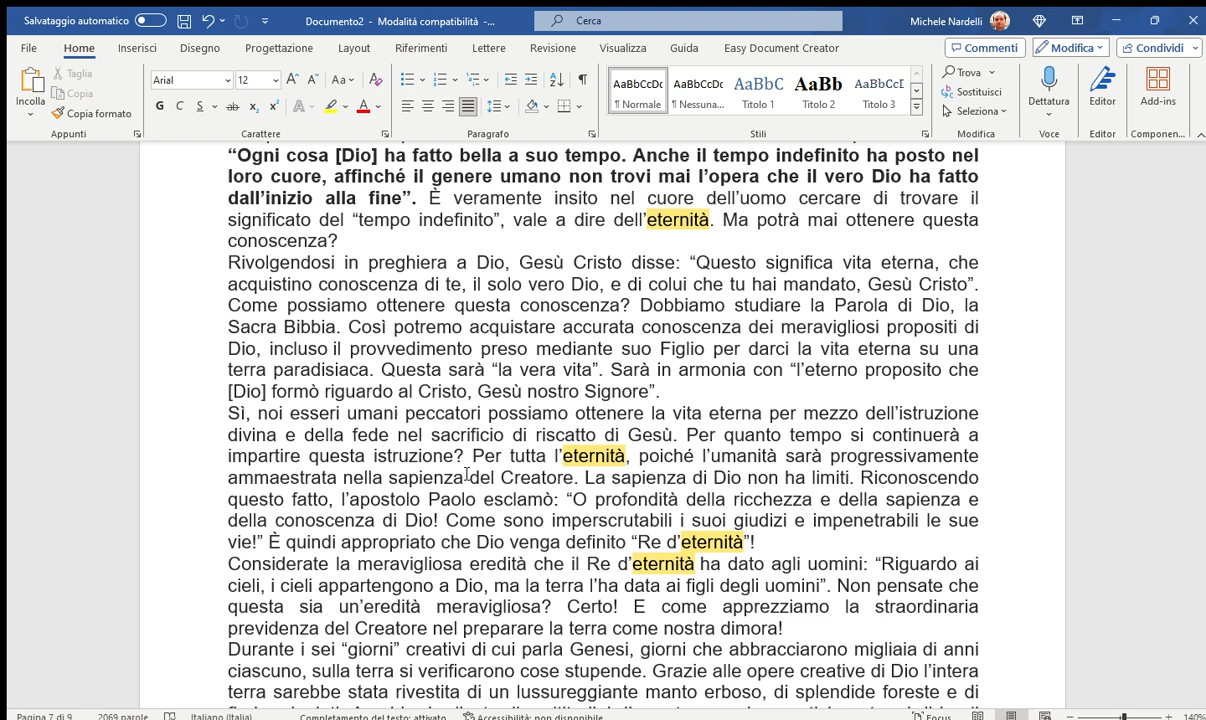 Salvataggio automatico
Documento2 - Modalità compatibilità -...
Cerca
Michele Nardelli
File Home Inserisci Disegno Progettazione Layout Riferimenti Lettere Revisione Visualizza Guida Easy Document Creator
Commenti Modifica Condividi
Incolla
Taglia
Copia
Copia formato
Appunti
Arial 12
Aa
G C S ab x₂ x² A A
Carattere
Paragrafo
AaBbCcDc ¶ Normale
AaBbCcDc ¶ Nessuna...
AaBbC Titolo 1
AaBb Titolo 2
AaBbCcI Titolo 3
Stili
Trova
Sostituisci
Seleziona
Modifica
Dettatura
Voce
Editor
Editor
Add-ins
Componen...
“Ogni cosa [Dio] ha fatto bella a suo tempo. Anche il tempo indefinito ha posto nel
loro cuore, affinché il genere umano non trovi mai l’opera che il vero Dio ha fatto
dall’inizio alla fine”. È veramente insito nel cuore dell’uomo cercare di trovare il
significato del “tempo indefinito”, vale a dire dell’eternità. Ma potrà mai ottenere questa
conoscenza?
Rivolgendosi in preghiera a Dio, Gesù Cristo disse: “Questo significa vita eterna, che
acquistino conoscenza di te, il solo vero Dio, e di colui che tu hai mandato, Gesù Cristo”.
Come possiamo ottenere questa conoscenza? Dobbiamo studiare la Parola di Dio, la
Sacra Bibbia. Così potremo acquistare accurata conoscenza dei meravigliosi propositi di
Dio, incluso il provvedimento preso mediante suo Figlio per darci la vita eterna su una
terra paradisiaca. Questa sarà “la vera vita”. Sarà in armonia con “l’eterno proposito che
[Dio] formò riguardo al Cristo, Gesù nostro Signore”.
Sì, noi esseri umani peccatori possiamo ottenere la vita eterna per mezzo dell’istruzione
divina e della fede nel sacrificio di riscatto di Gesù. Per quanto tempo si continuerà a
impartire questa istruzione? Per tutta l’eternità, poiché l’umanità sarà progressivamente
ammaestrata nella sapienza del Creatore. La sapienza di Dio non ha limiti. Riconoscendo
questo fatto, l’apostolo Paolo esclamò: “O profondità della ricchezza e della sapienza e
della conoscenza di Dio! Come sono imperscrutabili i suoi giudizi e impenetrabili le sue
vie!” È quindi appropriato che Dio venga definito “Re d’eternità”!
Considerate la meravigliosa eredità che il Re d’eternità ha dato agli uomini: “Riguardo ai
cieli, i cieli appartengono a Dio, ma la terra l’ha data ai figli degli uomini”. Non pensate che
questa sia un’eredità meravigliosa? Certo! E come apprezziamo la straordinaria
previdenza del Creatore nel preparare la terra come nostra dimora!
Durante i sei “giorni” creativi di cui parla Genesi, giorni che abbracciarono migliaia di anni
ciascuno, sulla terra si verificarono cose stupende. Grazie alle opere creative di Dio l’intera
terra sarebbe stata rivestita di un lussureggiante manto erboso, di splendide foreste e di
Pagina 7 di 9 2069 parole Italiano (Italia) Completamento del testo: attivato Accessibilità: non disponibile Focus 140%